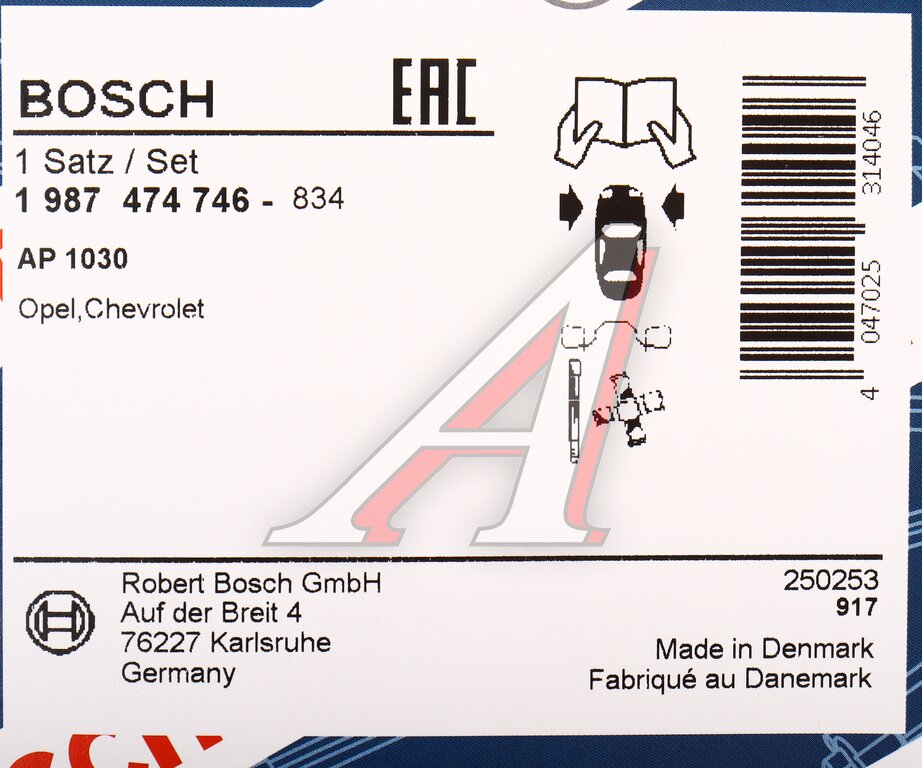 BOSCH
EAC
1 Satz / Set
1 987 474 746 - 834
AP 1030
Opel,Chevrolet
4 047025 314046
Robert Bosch GmbH
Auf der Breit 4
76227 Karlsruhe
Germany
250253
917
Made in Denmark
Fabriqué au Danemark